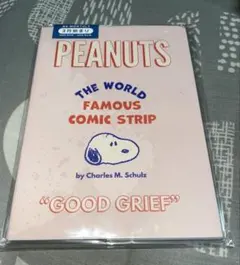 PEANUTS
THE WORLD
FAMOUS
COMIC STRIP
by Charles M. Schulz
“GOOD GRIEF”